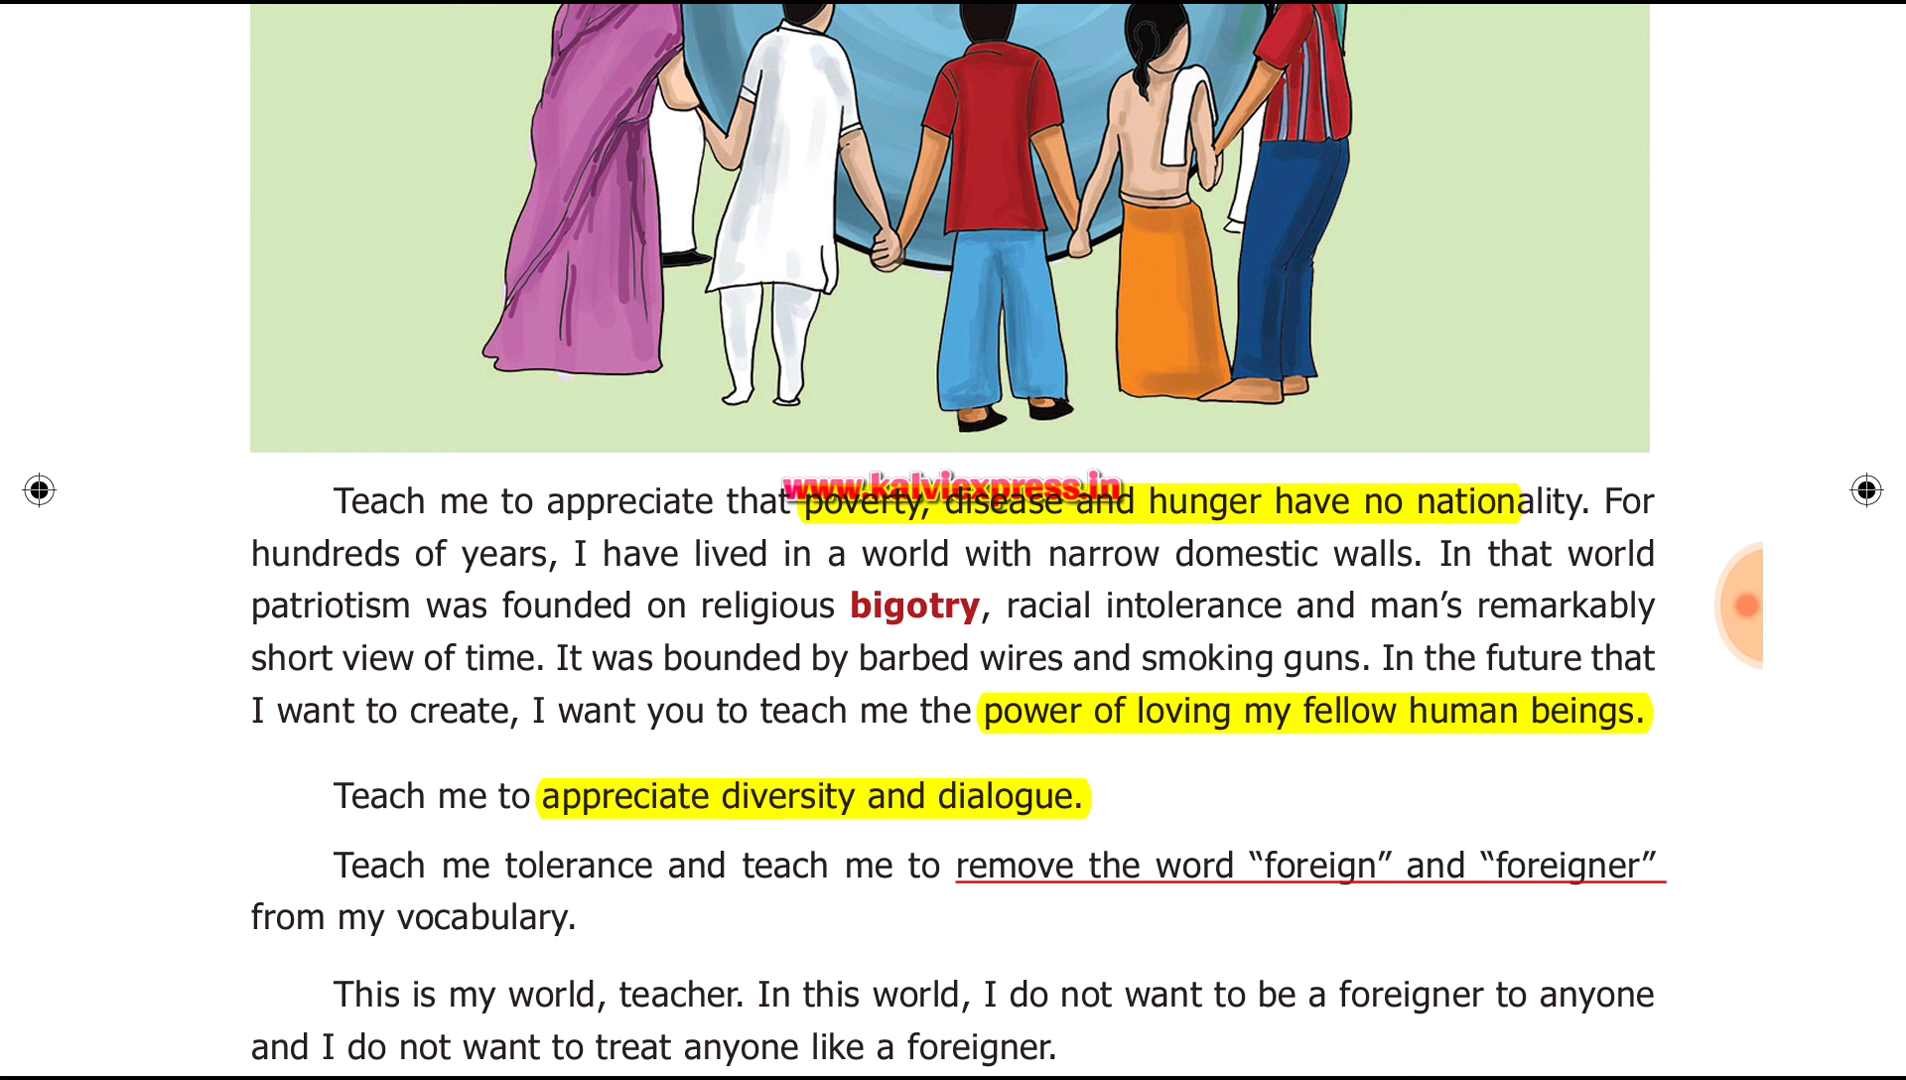 www.kalviexpress.in
Teach me to appreciate that poverty, disease and hunger have no nationality. For
hundreds of years, I have lived in a world with narrow domestic walls. In that world
patriotism was founded on religious bigotry, racial intolerance and man’s remarkably
short view of time. It was bounded by barbed wires and smoking guns. In the future that
I want to create, I want you to teach me the power of loving my fellow human beings.
Teach me to appreciate diversity and dialogue.
Teach me tolerance and teach me to remove the word “foreign” and “foreigner”
from my vocabulary.
This is my world, teacher. In this world, I do not want to be a foreigner to anyone
and I do not want to treat anyone like a foreigner.